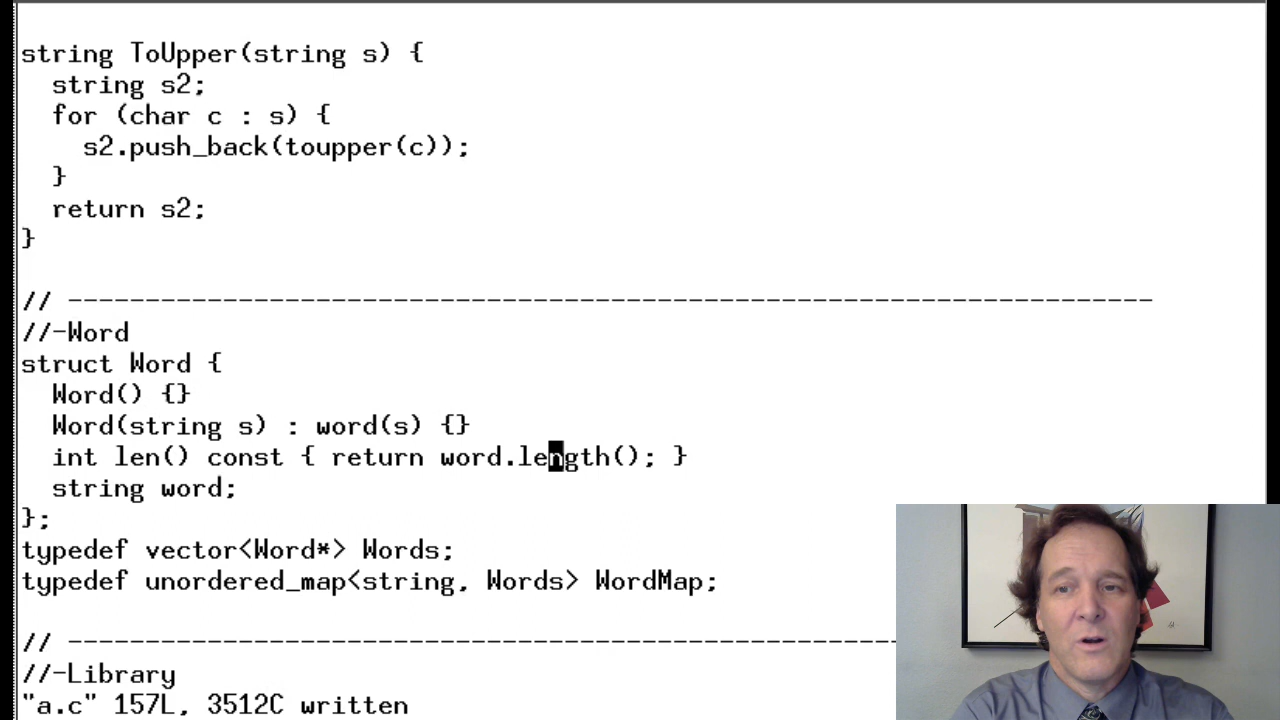 string ToUpper(string s) {
  string s2;
  for (char c : s) {
    s2.push_back(toupper(c));
  }
  return s2;
}
// ----------------------------------------------------------------------
//-Word
struct Word {
  Word() {}
  Word(string s) : word(s) {}
  int len() const { return word.length(); }
  string word;
};
typedef vector<Word*> Words;
typedef unordered_map<string, Words> WordMap;
// ------------------------------------------------------
//-Library
"a.c" 157L, 3512C written